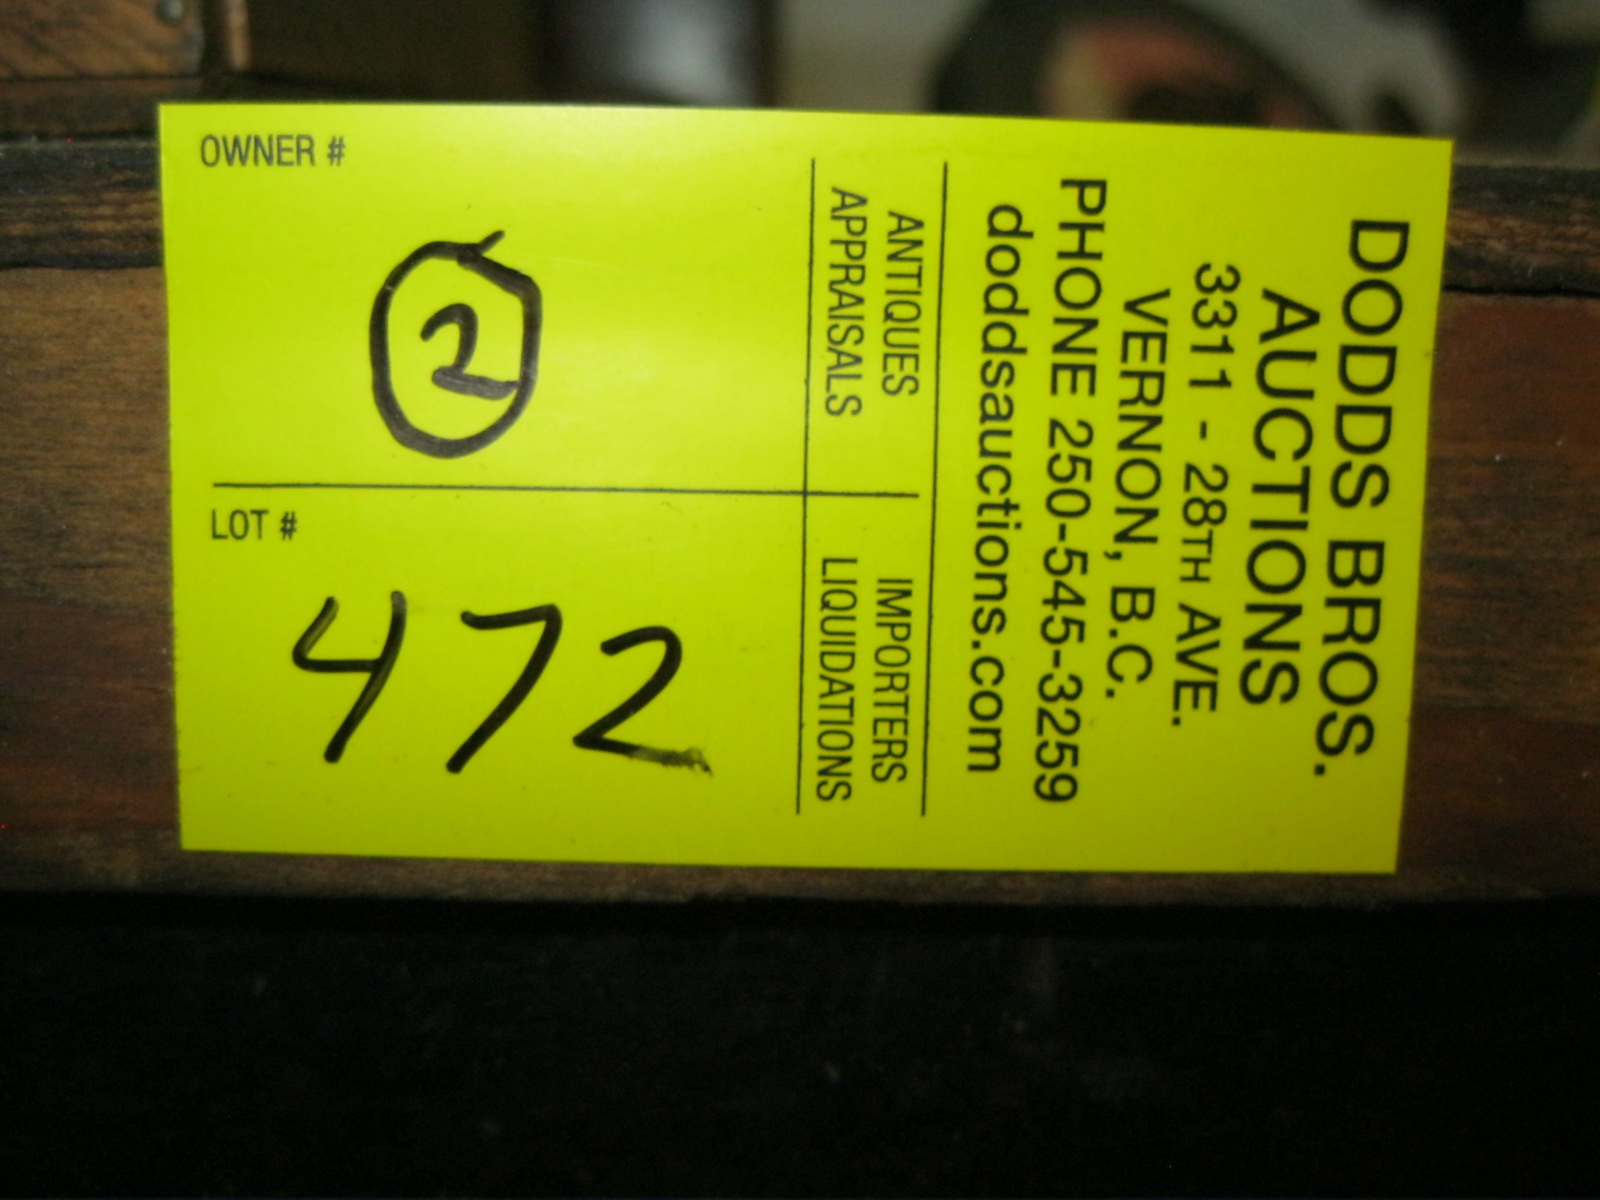 DODDS BROS.
AUCTIONS
3311 - 28TH AVE.
VERNON, B.C.
PHONE 250-545-3259
doddsauctions.com
ANTIQUES
APPRAISALS
IMPORTERS
LIQUIDATIONS
OWNER #
2
LOT #
472